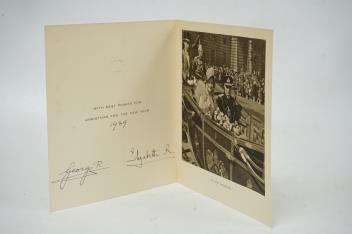 WITH BEST WISHES FOR
CHRISTMAS AND THE NEW YEAR
1949
George R.
Elizabeth R